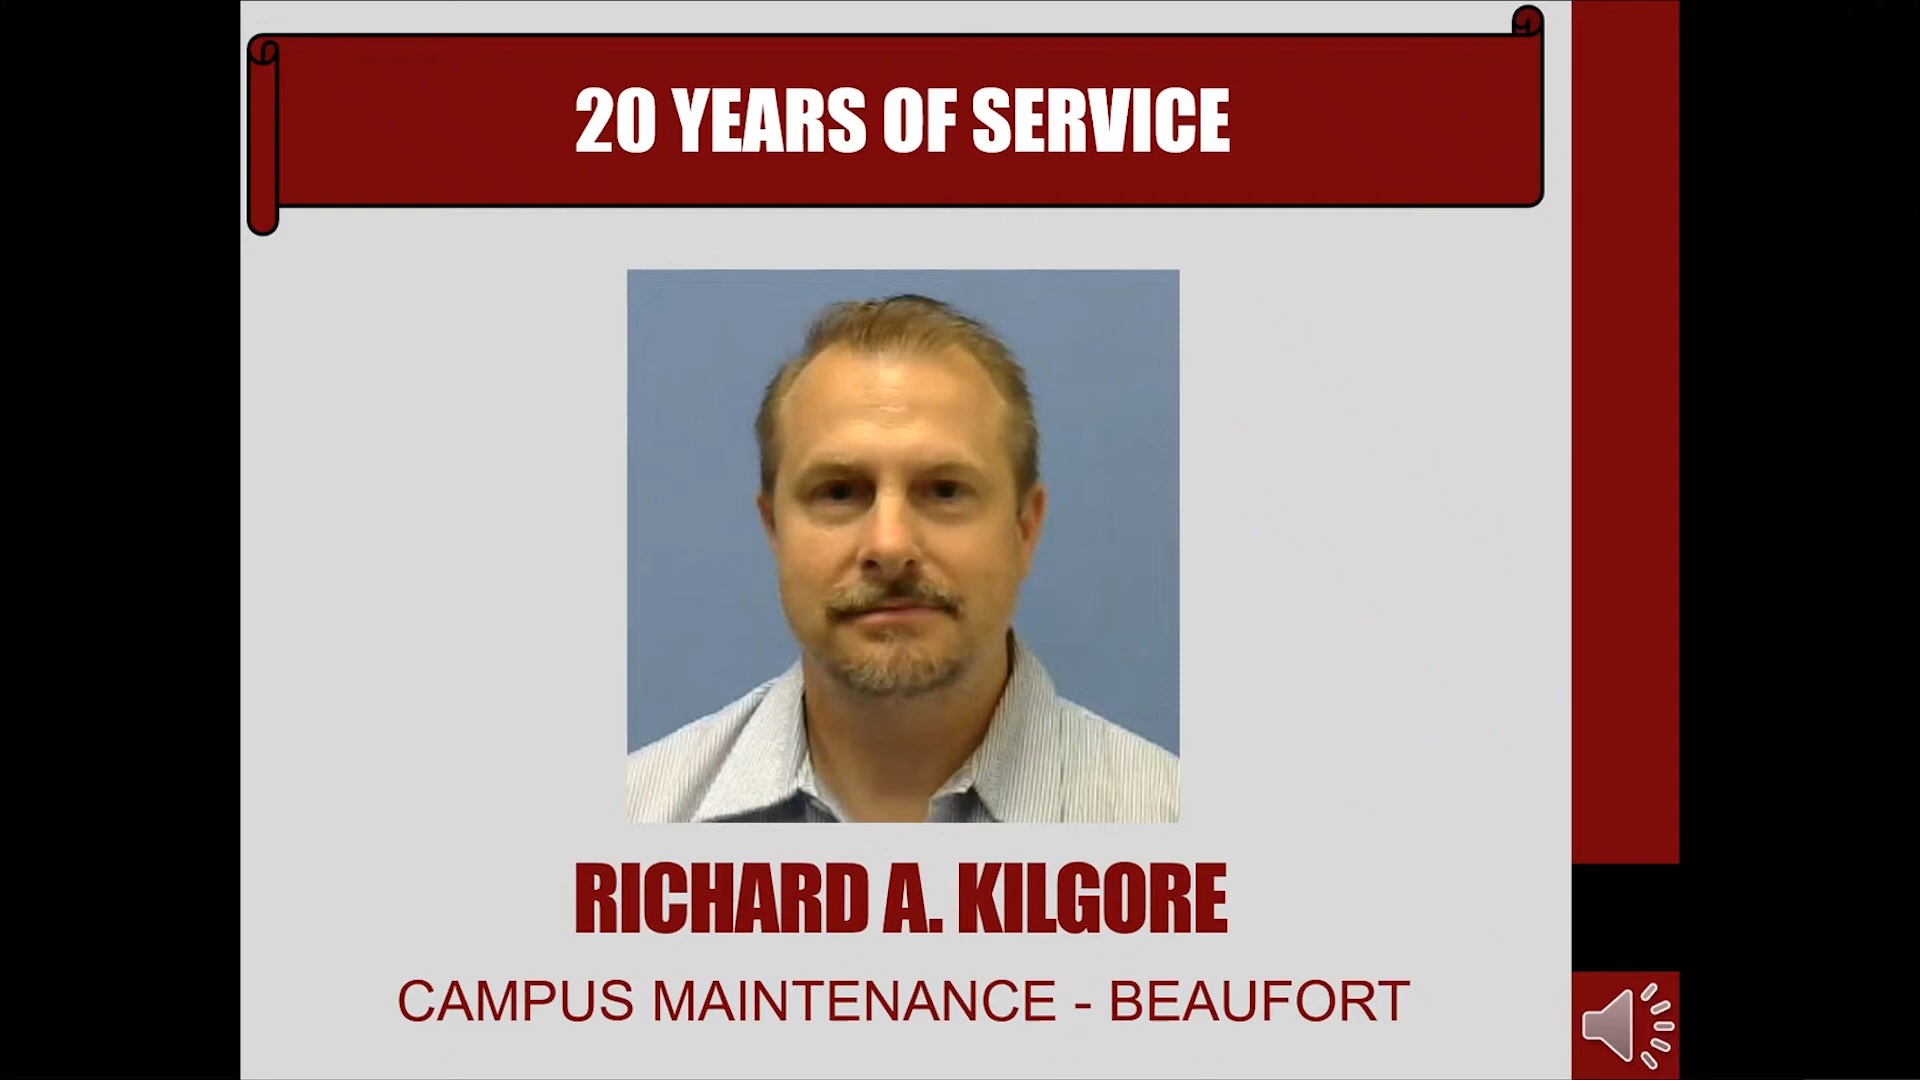 20 YEARS OF SERVICE
RICHARD A. KILGORE
CAMPUS MAINTENANCE - BEAUFORT